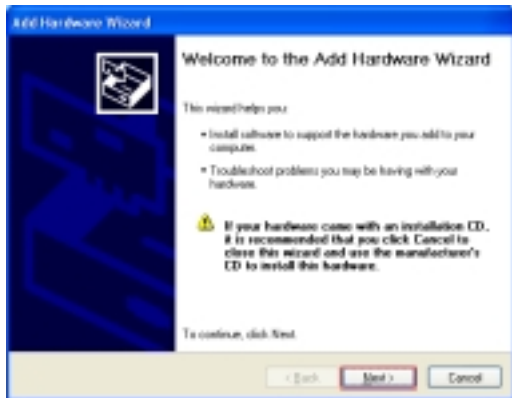 Add Hardware Wizard
Welcome to the Add Hardware Wizard
This wizard helps you:
• Install software to support the hardware you add to your
computer.
• Troubleshoot problems you may be having with your
hardware.
If your hardware came with an installation CD,
it is recommended that you click Cancel to
close this wizard and use the manufacturer's
CD to install this hardware.
To continue, click Next.
< Back
Next >
Cancel